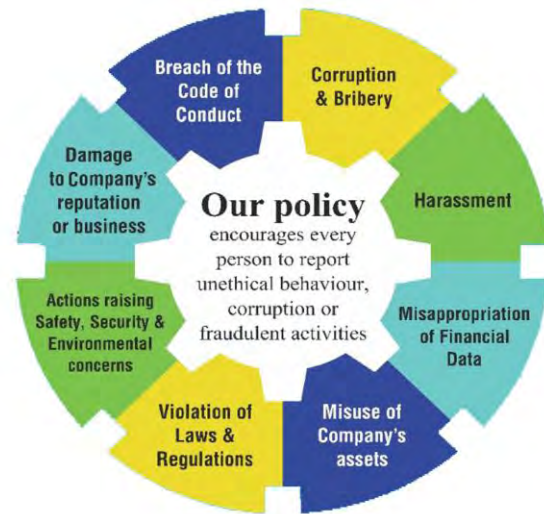 Breach of the
Code of
Conduct
Corruption
& Bribery
Harassment
Misappropriation
of Financial
Data
Misuse of
Company's
assets
Violation of
Laws &
Regulations
Actions raising
Safety, Security &
Environmental
concerns
Damage
to Company's
reputation
or business
Our policy
encourages every
person to report
unethical behaviour,
corruption or
fraudulent activities